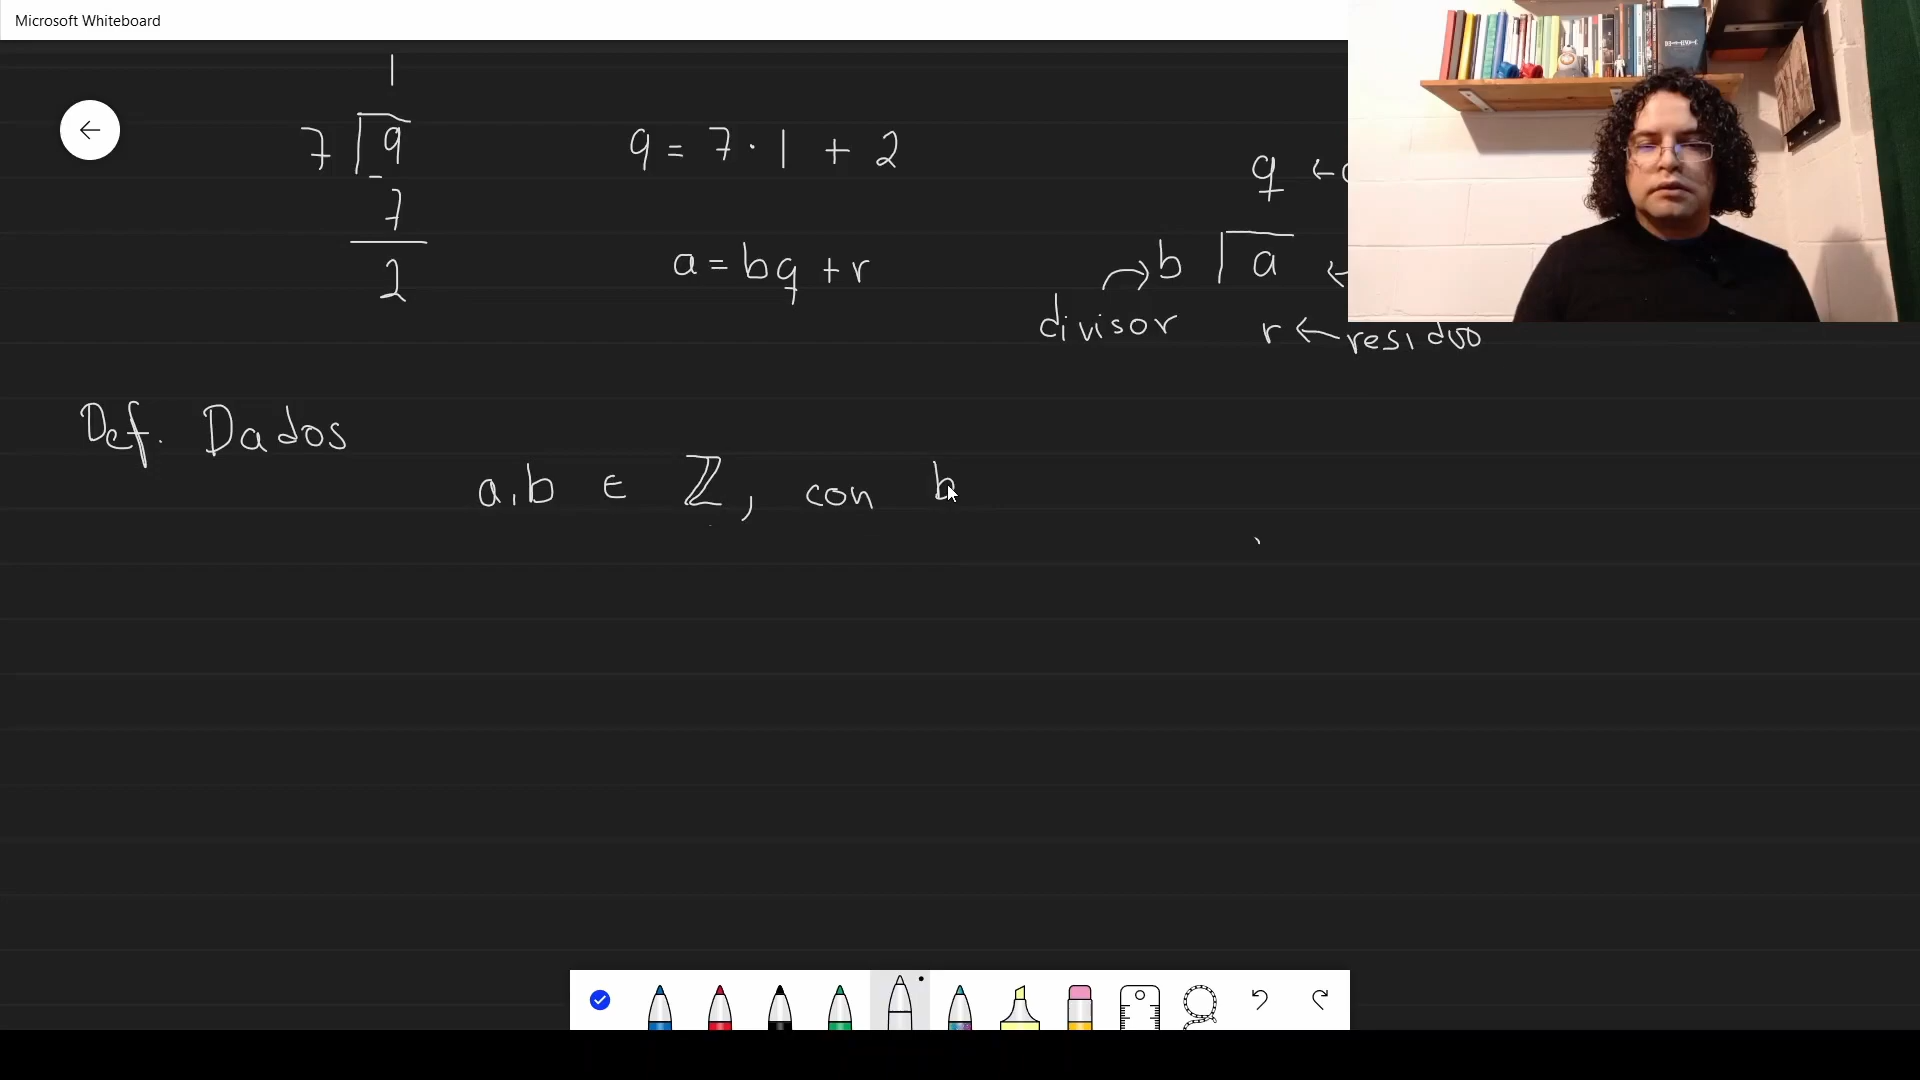 Microsoft Whiteboard
1
7 9
7
2
9 = 7 · 1 + 2
a = bq + r
q ←
b a ←
divisor
r ← residuo
Def. Dados
a, b ∈ ℤ, con b